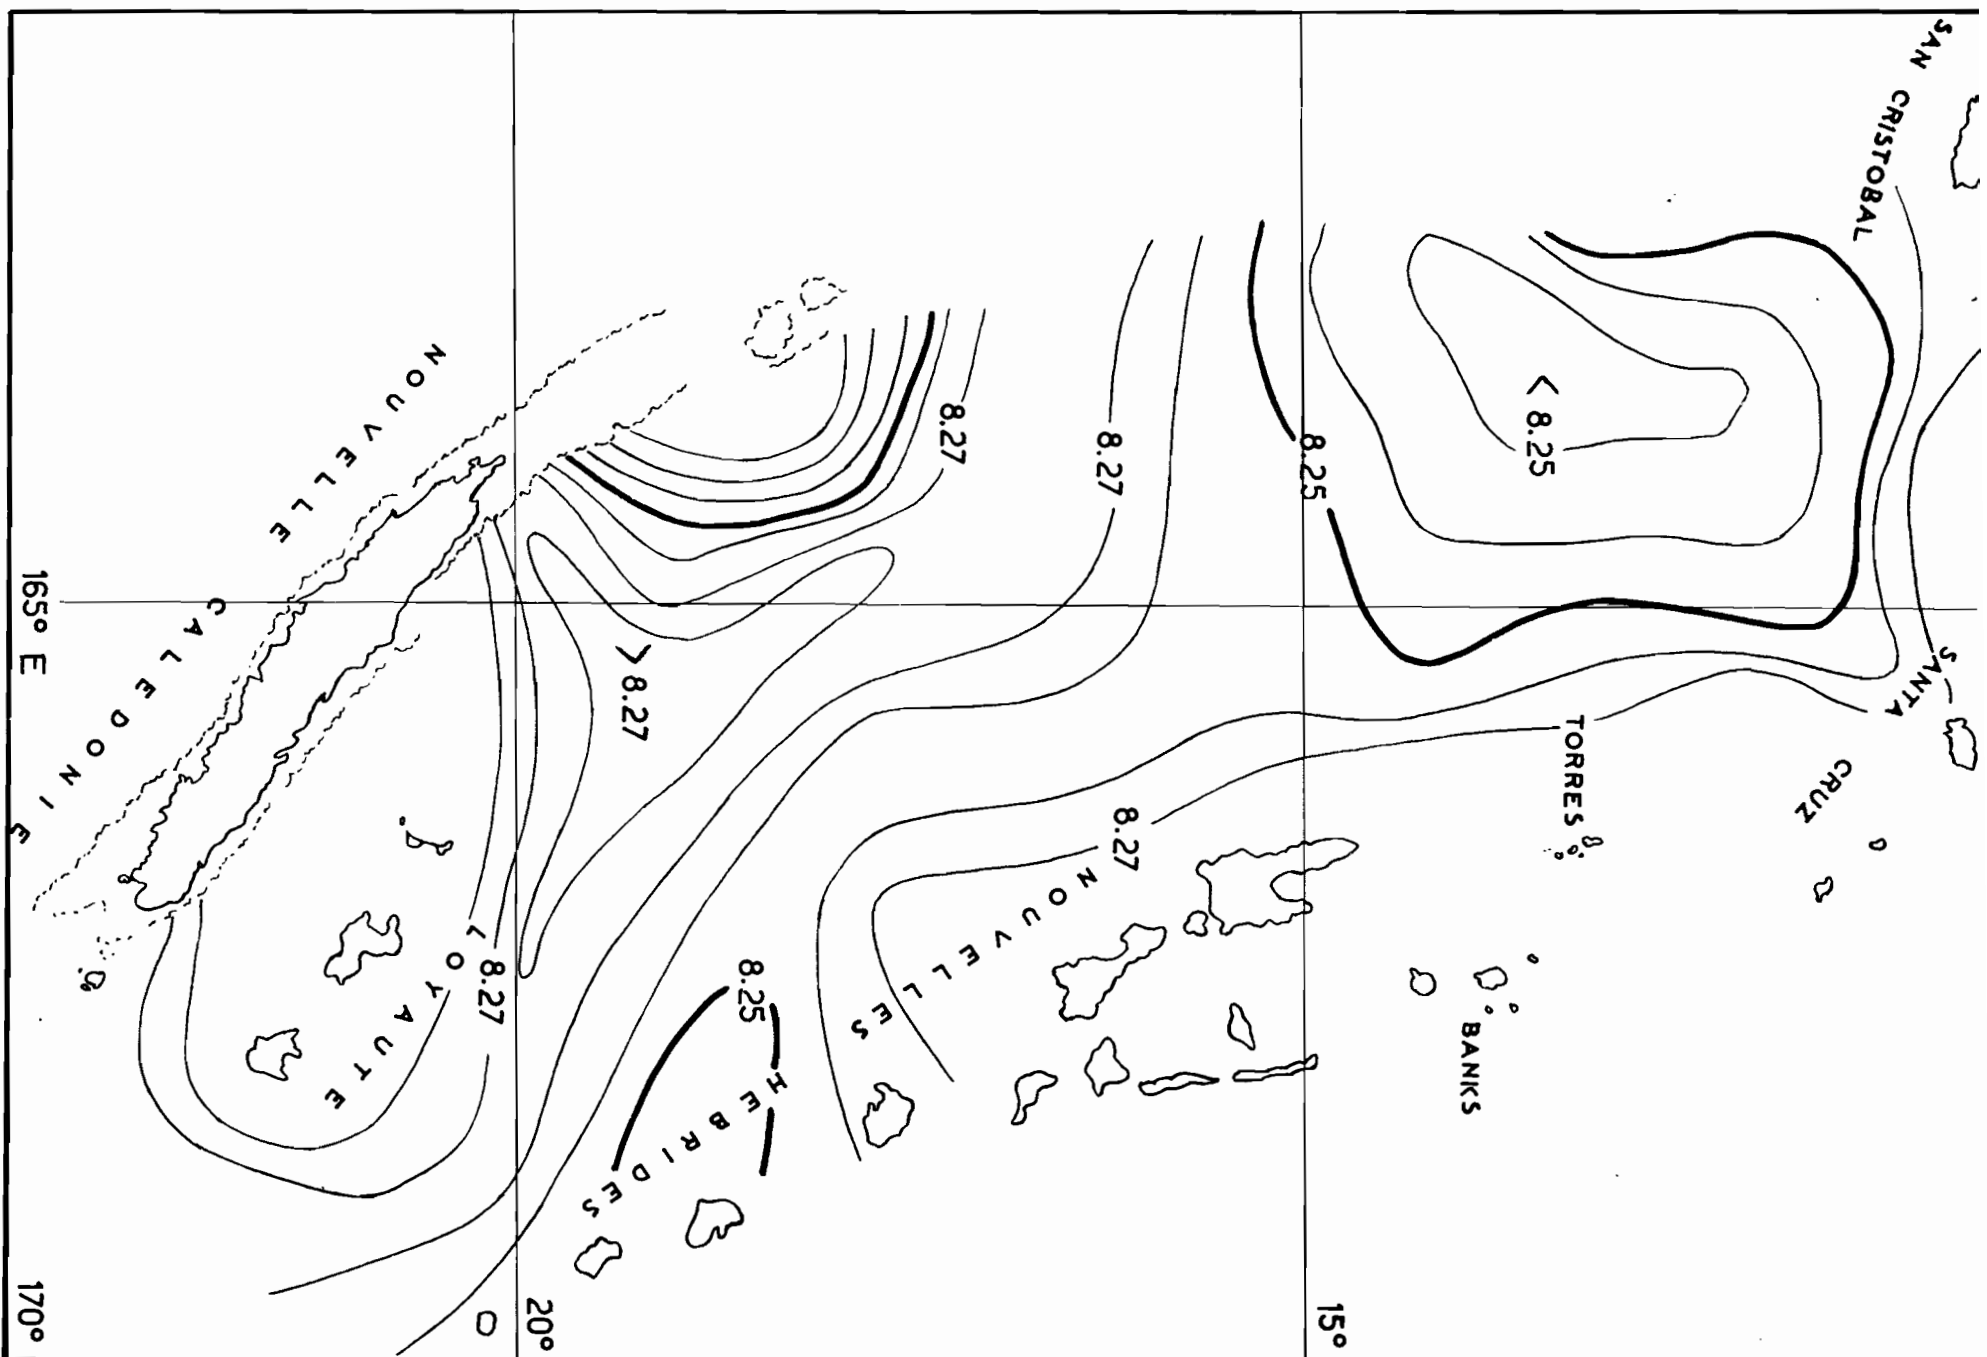 SAN CRISTOBAL
SANTA CRUZ
TORRES
BANKS
< 8.25
8.25
15°
8.27
8.27
NOUVELLES HEBRIDES
8.27
8.25
> 8.27
20°
8.27
LOYAUTE
NOUVELLE CALEDONIE
165° E
170°